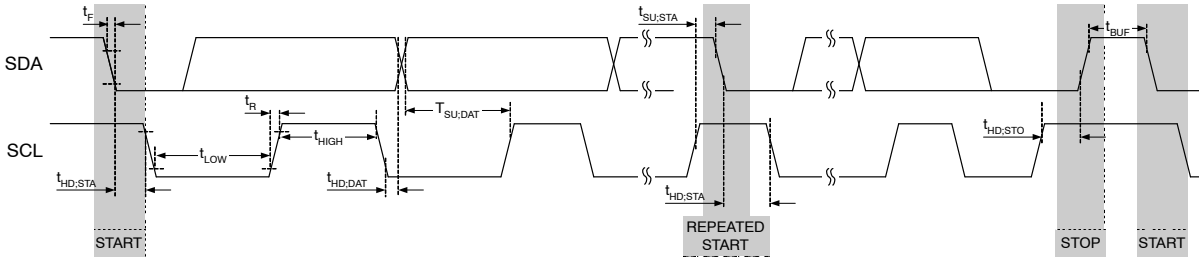 tF
tSU;STA
tBUF
SDA
tR
TSU;DAT
SCL
tHIGH
tLOW
tHD;STO
tHD;STA
tHD;DAT
tHD;STA
START
REPEATED
START
STOP
START